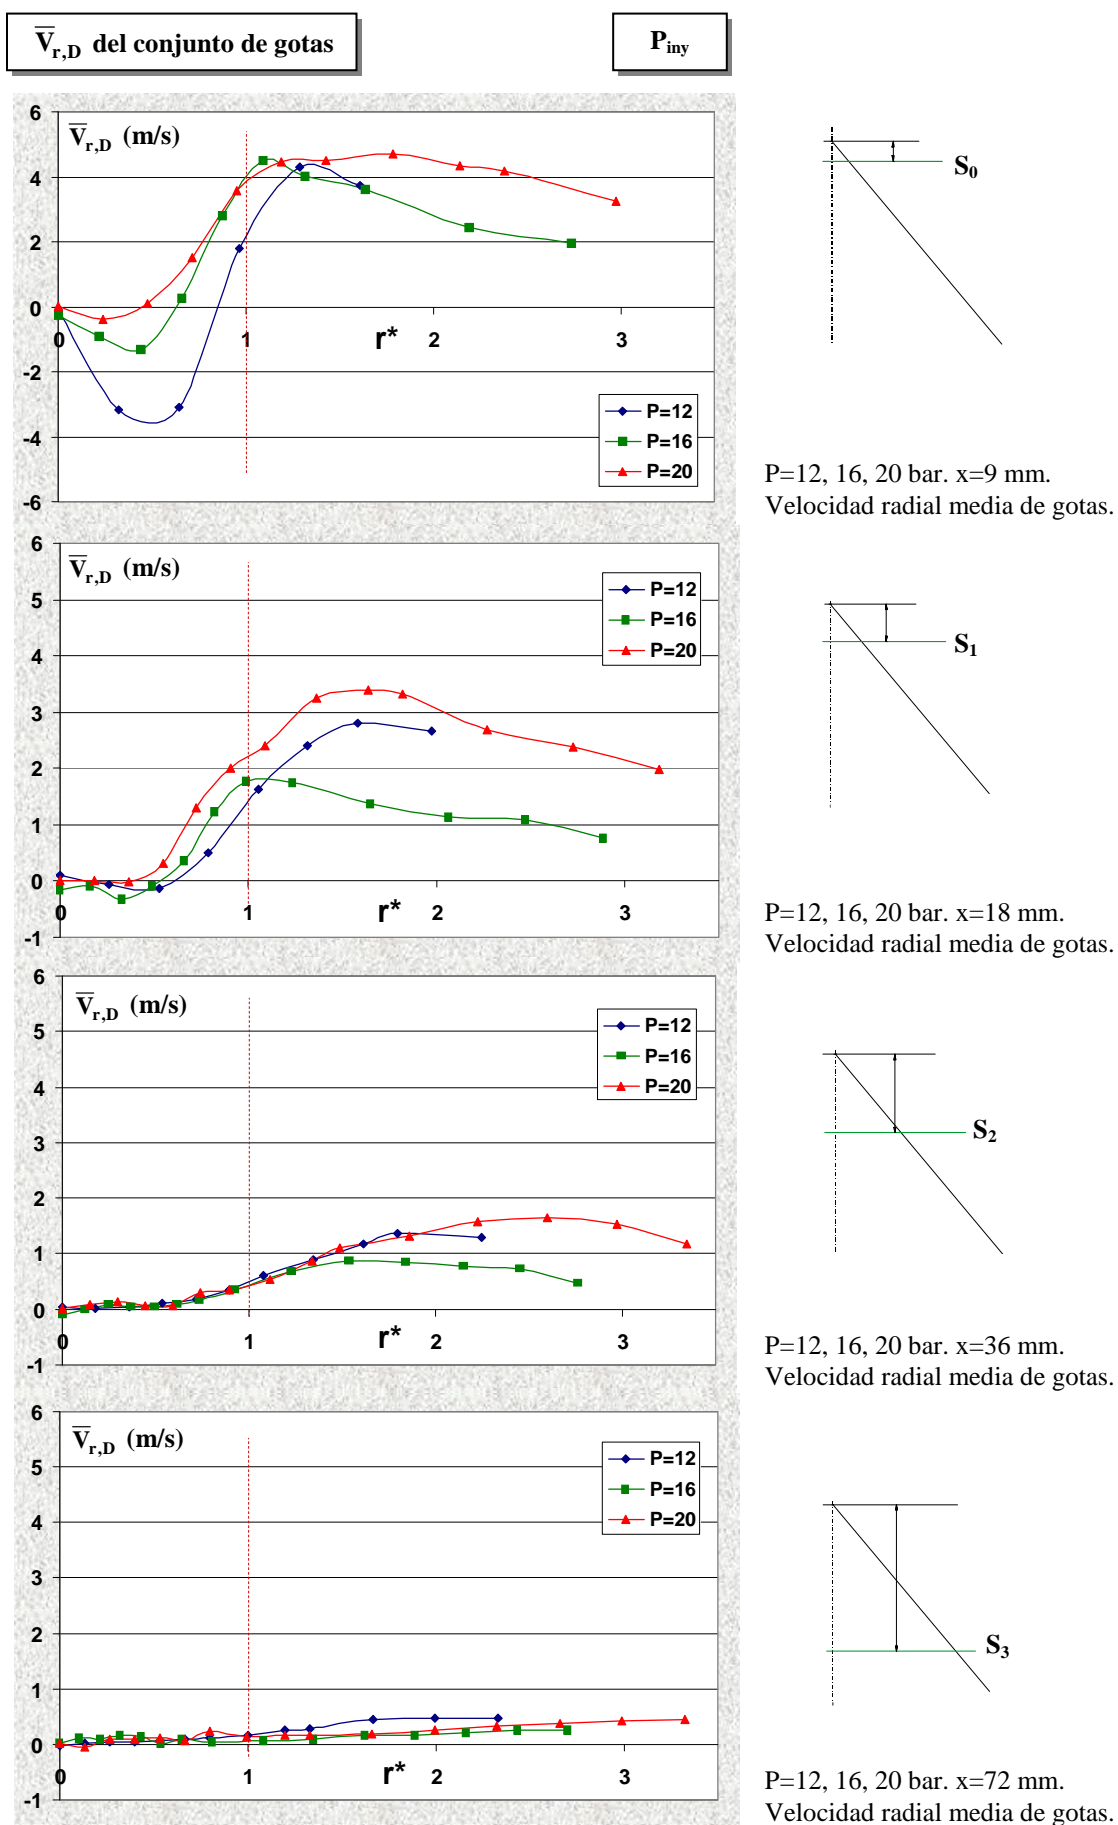 V̅r,D del conjunto de gotas
Piny
V̅r,D (m/s)
6
4
2
0
-2
-4
-6
0
1
r*
2
3
P=12
P=16
P=20
S0
P=12, 16, 20 bar. x=9 mm.
Velocidad radial media de gotas.
V̅r,D (m/s)
6
5
4
3
2
1
0
-1
0
1
r*
2
3
P=12
P=16
P=20
S1
P=12, 16, 20 bar. x=18 mm.
Velocidad radial media de gotas.
V̅r,D (m/s)
6
5
4
3
2
1
0
-1
0
1
r*
2
3
P=12
P=16
P=20
S2
P=12, 16, 20 bar. x=36 mm.
Velocidad radial media de gotas.
V̅r,D (m/s)
6
5
4
3
2
1
0
-1
0
1
r*
2
3
P=12
P=16
P=20
S3
P=12, 16, 20 bar. x=72 mm.
Velocidad radial media de gotas.